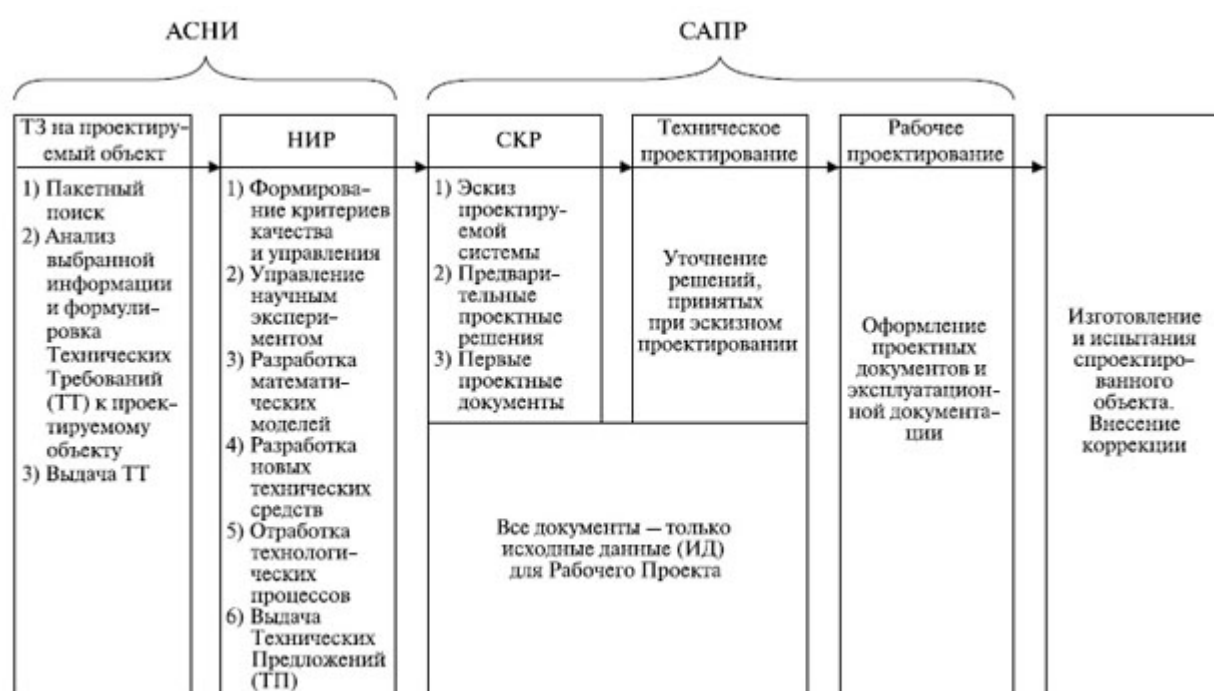 АСНИ
САПР
ТЗ на проектиру-
емый объект
1) Пакетный
поиск
2) Анализ
выбранной
информации
и формули-
ровка
Технических
Требований
(ТТ) к проек-
тируемому
объекту
3) Выдача ТТ
НИР
1) Формирова-
ние критериев
качества
и управления
2) Управление
научным
экспери-
ментом
3) Разработка
математи-
ческих
моделей
4) Разработка
новых
технических
средств
5) Отработка
технологи-
ческих
процессов
6) Выдача
Технических
Предложений
(ТП)
СКР
1) Эскиз
проектиру-
емой
системы
2) Предвари-
тельные
проектные
решения
3) Первые
проектные
документы
Техническое
проектирование
Уточнение
решений,
принятых
при эскизном
проектировании
Все документы — только
исходные данные (ИД)
для Рабочего Проекта
Рабочее
проектирование
Оформление
проектных
документов и
эксплуатацион-
ной документа-
ции
Изготовление
и испытания
спроектиро-
ванного
объекта.
Внесение
коррекции